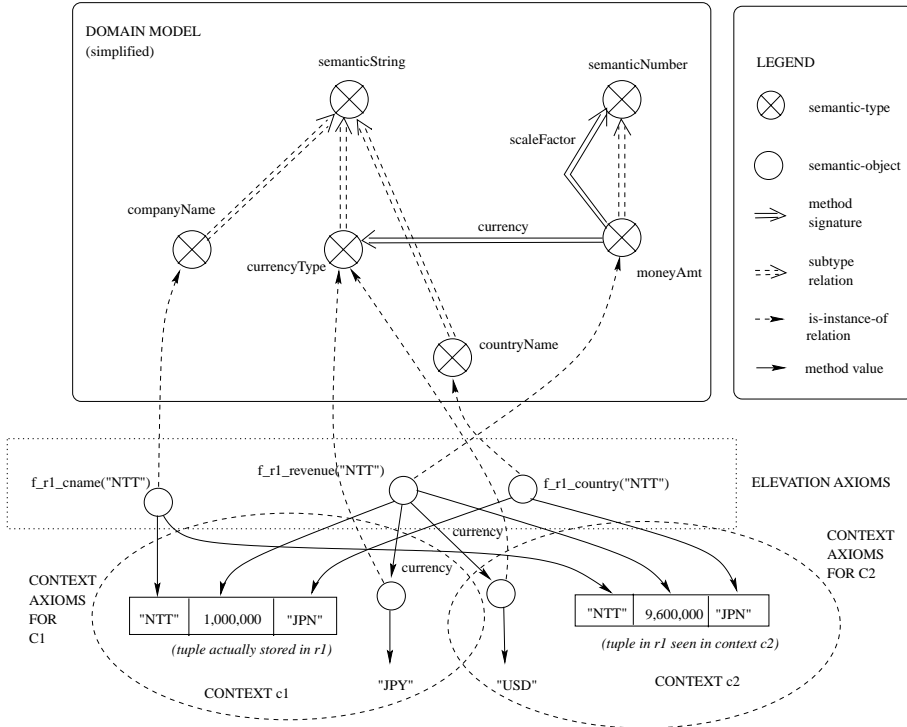 DOMAIN MODEL
(simplified)
semanticString
semanticNumber
scaleFactor
companyName
currency
currencyType
moneyAmt
countryName
LEGEND
semantic-type
semantic-object
method
signature
subtype
relation
is-instance-of
relation
method value
f_r1_cname("NTT")
f_r1_revenue("NTT")
f_r1_country("NTT")
ELEVATION AXIOMS
CONTEXT
AXIOMS
FOR
C1
currency
currency
CONTEXT
AXIOMS
FOR C2
"NTT" 1,000,000 "JPN"
(tuple actually stored in r1)
"NTT" 9,600,000 "JPN"
(tuple in r1 seen in context c2)
CONTEXT c1
"JPY"
"USD"
CONTEXT c2